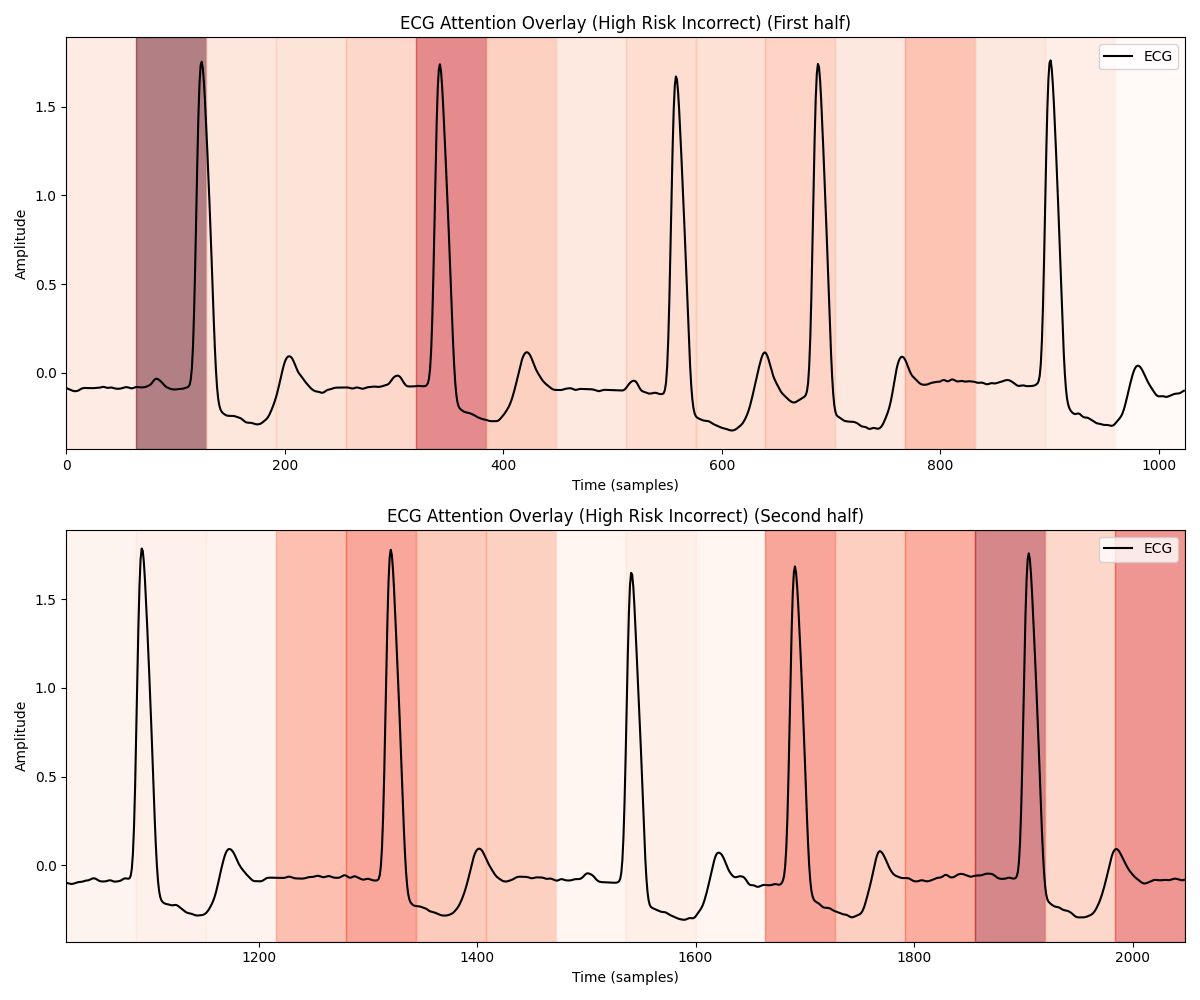 ECG Attention Overlay (High Risk Incorrect) (First half)
ECG
Amplitude
1.5
1.0
0.5
0.0
0 200 400 600 800 1000
Time (samples)
ECG Attention Overlay (High Risk Incorrect) (Second half)
ECG
Amplitude
1.5
1.0
0.5
0.0
1200 1400 1600 1800 2000
Time (samples)